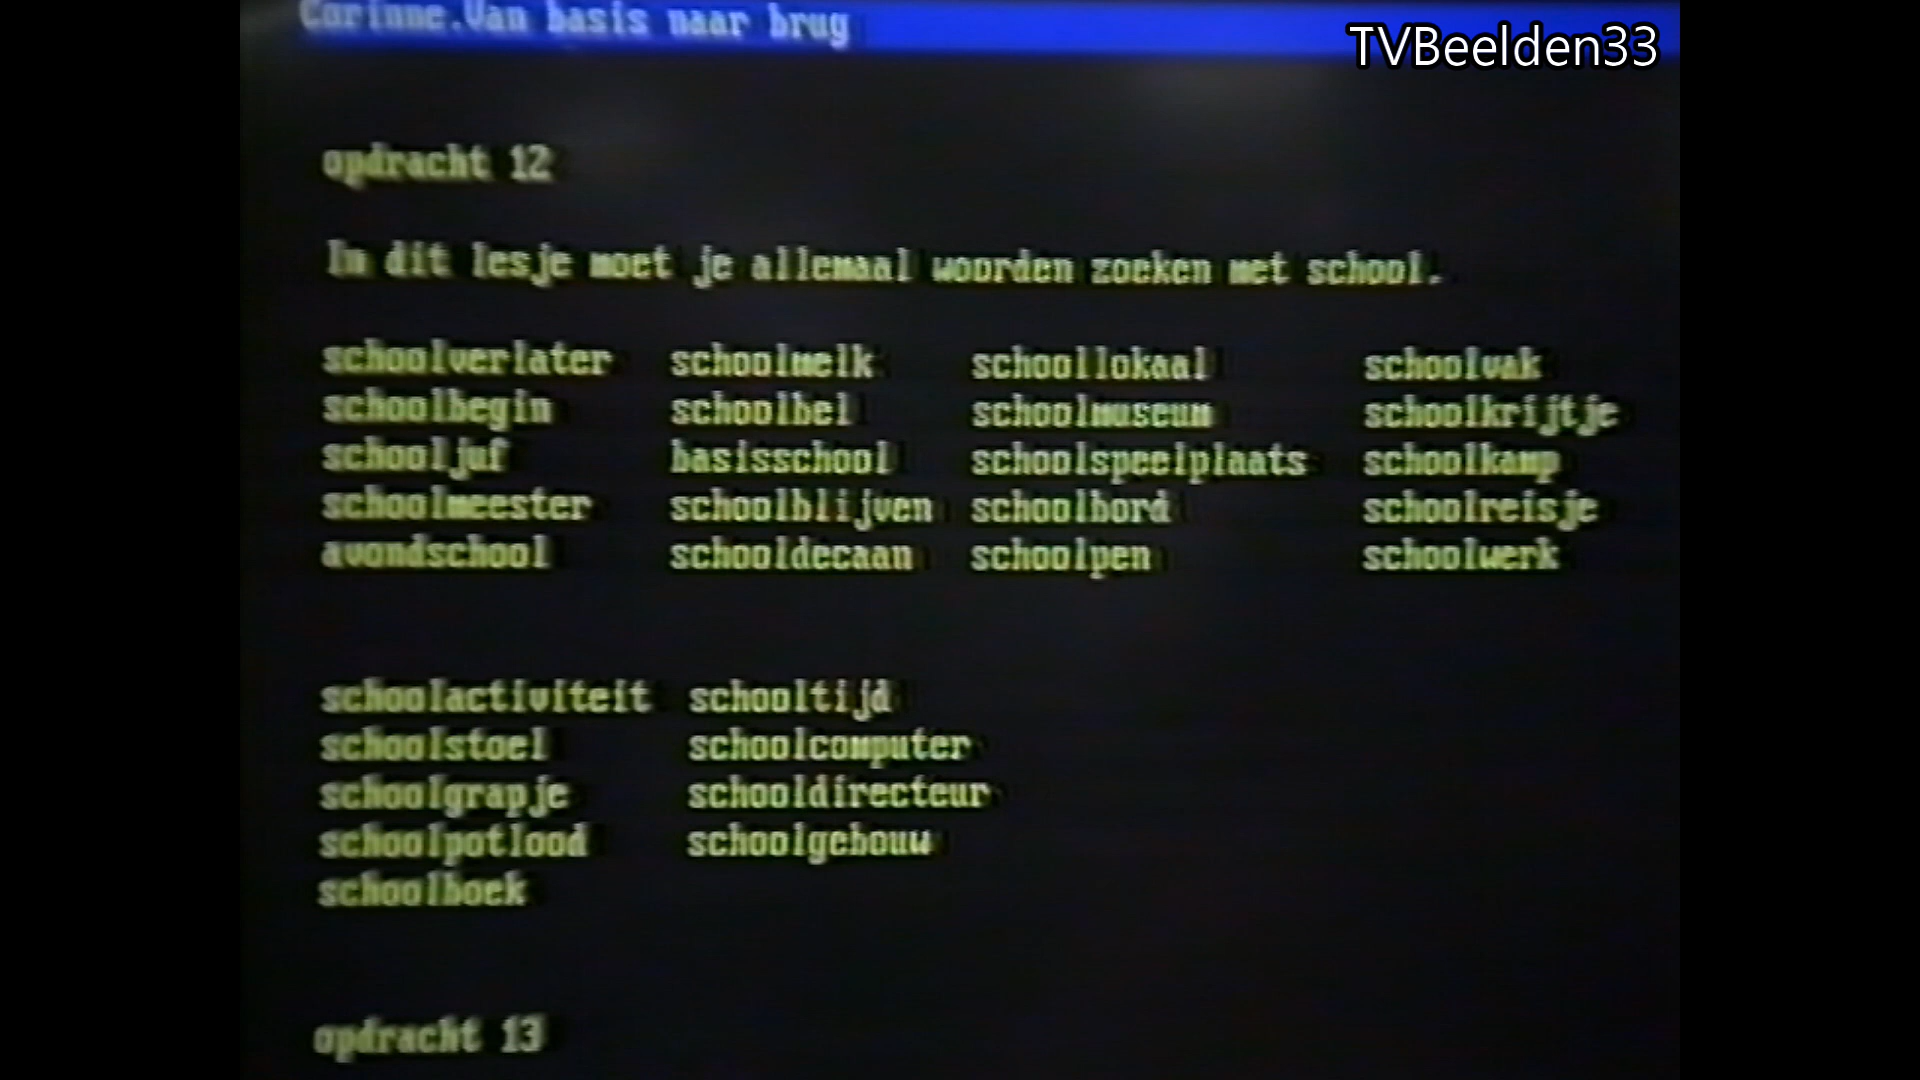 Corinne.Van basis naar brug
TVBeelden33
opdracht 12
In dit lesje moet je allemaal woorden zoeken met school.
schoolverlater schoolmelk schoollokaal schoolvak
schoolbegin schoolbel schoolmuseum schoolkrijtje
schooljuf basisschool schoolspeelplaats schoolkamp
schoolmeester schoolblijven schoolbord schoolreisje
avondschool schooldecaan schoolpen schoolwerk
schoolactiviteit schooltijd
schoolstoel schoolcomputer
schoolgrapje schooldirecteur
schoolpotlood schoolgebouw
schoolboek
opdracht 13